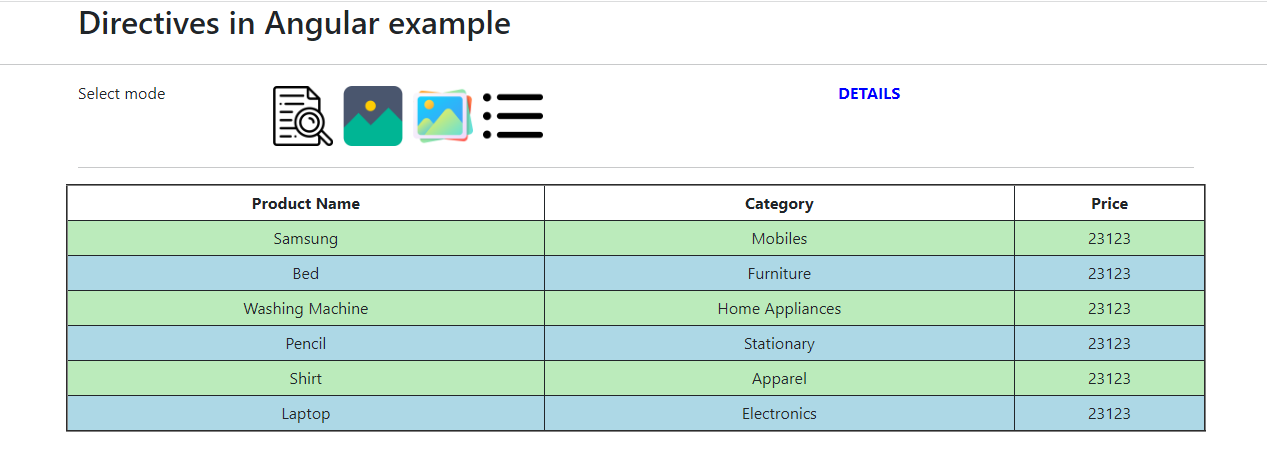 Directives in Angular example
Select mode DETAILS
Product Name Category Price
Samsung Mobiles 23123
Bed Furniture 23123
Washing Machine Home Appliances 23123
Pencil Stationary 23123
Shirt Apparel 23123
Laptop Electronics 23123